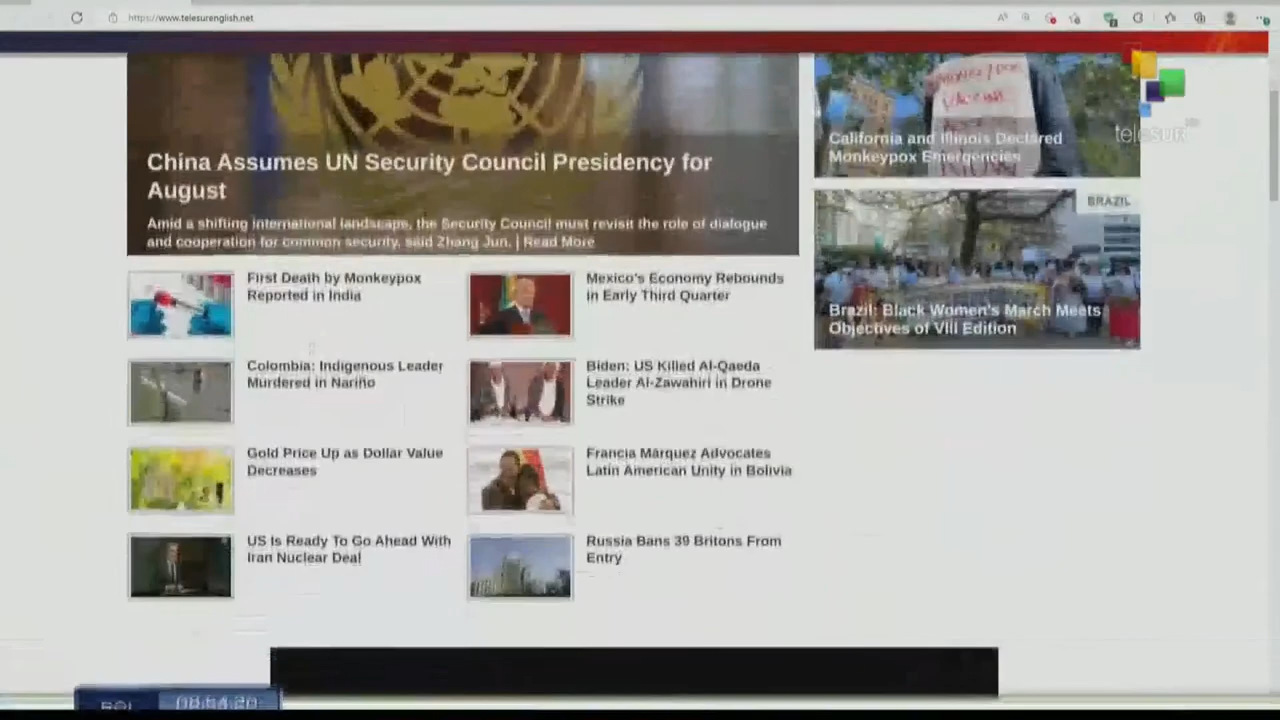 https://www.telesurenglish.net
China Assumes UN Security Council Presidency for
August
Amid a shifting international landscape, the Security Council must revisit the role of dialogue
and cooperation for common security, said Zhang Jun. | Read More
First Death by Monkeypox
Reported in India
Colombia: Indigenous Leader
Murdered in Nariño
Gold Price Up as Dollar Value
Decreases
US Is Ready To Go Ahead With
Iran Nuclear Deal
Mexico's Economy Rebounds
in Early Third Quarter
Biden: US Killed Al-Qaeda
Leader Al-Zawahiri in Drone
Strike
Francia Márquez Advocates
Latin American Unity in Bolivia
Russia Bans 39 Britons From
Entry
California and Illinois Declared
Monkeypox Emergencies
BRAZIL
Brazil: Black Women's March Meets
Objectives of VIII Edition
telesur
BOL 08:54:20